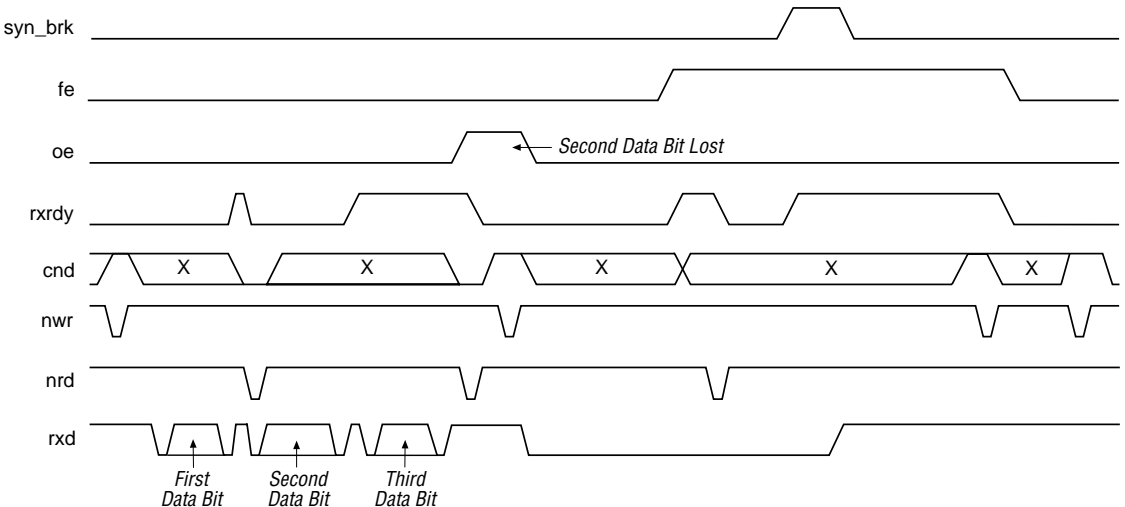 syn_brk
fe
oe
Second Data Bit Lost
rxrdy
cnd
X
X
X
X
X
nwr
nrd
rxd
First
Data Bit
Second
Data Bit
Third
Data Bit